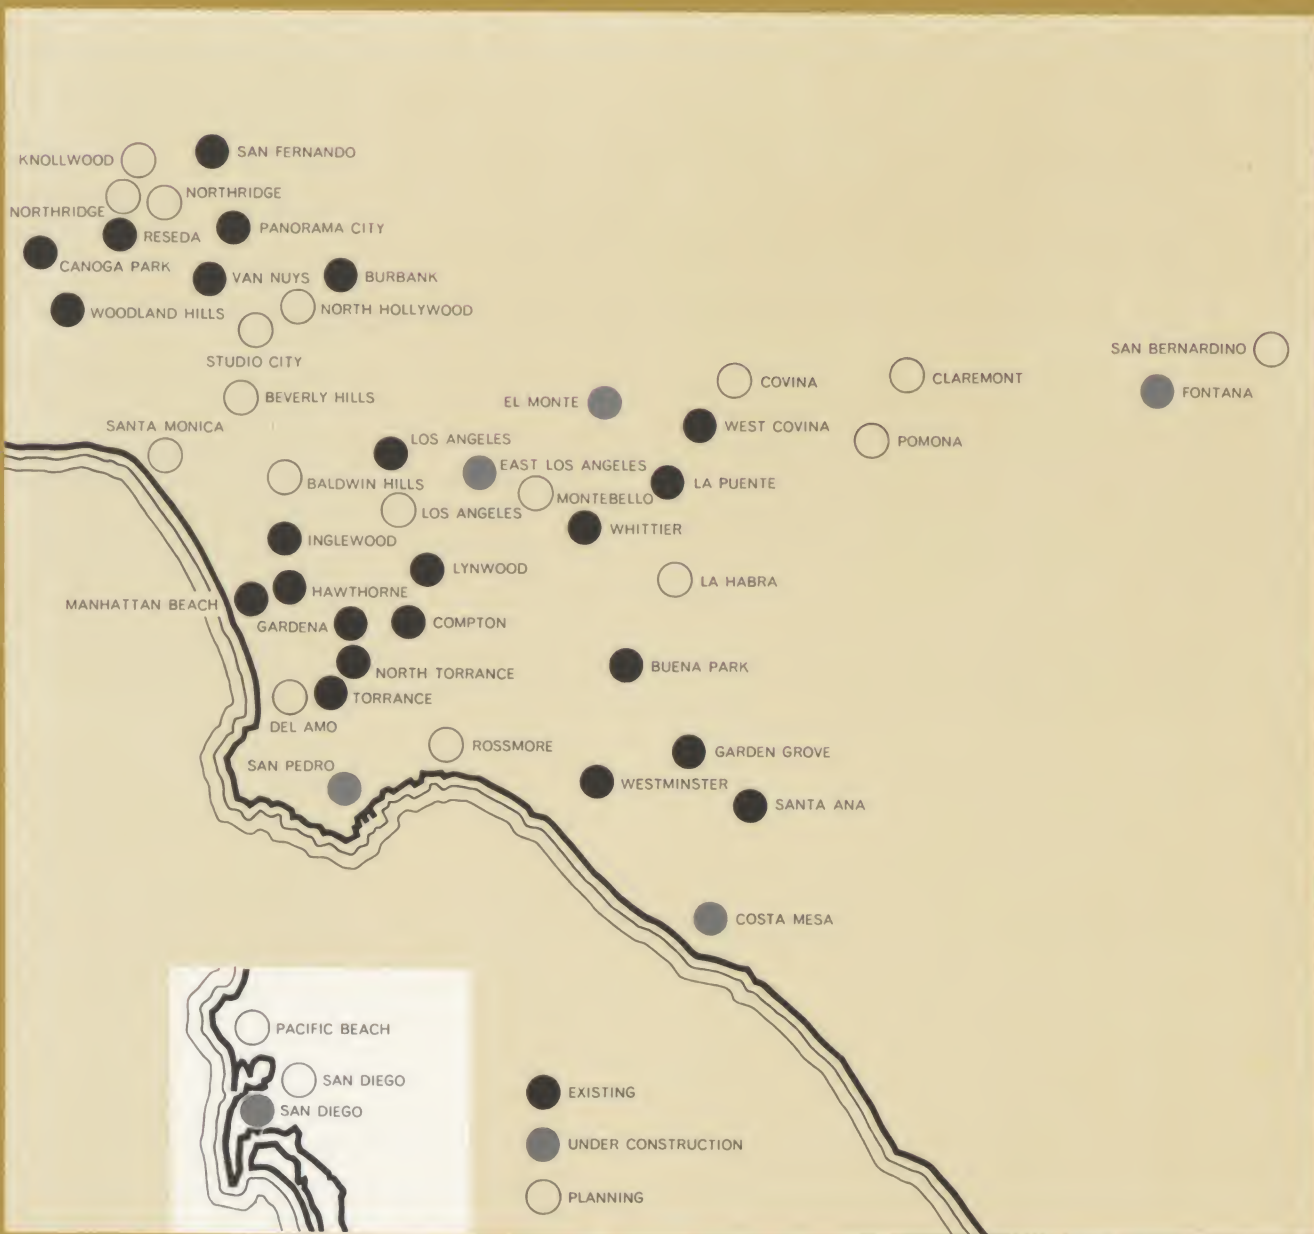 KNOLLWOOD
SAN FERNANDO
NORTHRIDGE
NORTHRIDGE
RESEDA
PANORAMA CITY
CANOGA PARK
VAN NUYS
BURBANK
WOODLAND HILLS
NORTH HOLLYWOOD
STUDIO CITY
SAN BERNARDINO
COVINA
CLAREMONT
FONTANA
BEVERLY HILLS
EL MONTE
SANTA MONICA
WEST COVINA
LOS ANGELES
POMONA
EAST LOS ANGELES
BALDWIN HILLS
LA PUENTE
MONTEBELLO
LOS ANGELES
WHITTIER
INGLEWOOD
LYNWOOD
LA HABRA
HAWTHORNE
MANHATTAN BEACH
GARDENA
COMPTON
BUENA PARK
NORTH TORRANCE
TORRANCE
DEL AMO
ROSSMORE
GARDEN GROVE
SAN PEDRO
WESTMINSTER
SANTA ANA
COSTA MESA
PACIFIC BEACH
SAN DIEGO
SAN DIEGO
EXISTING
UNDER CONSTRUCTION
PLANNING